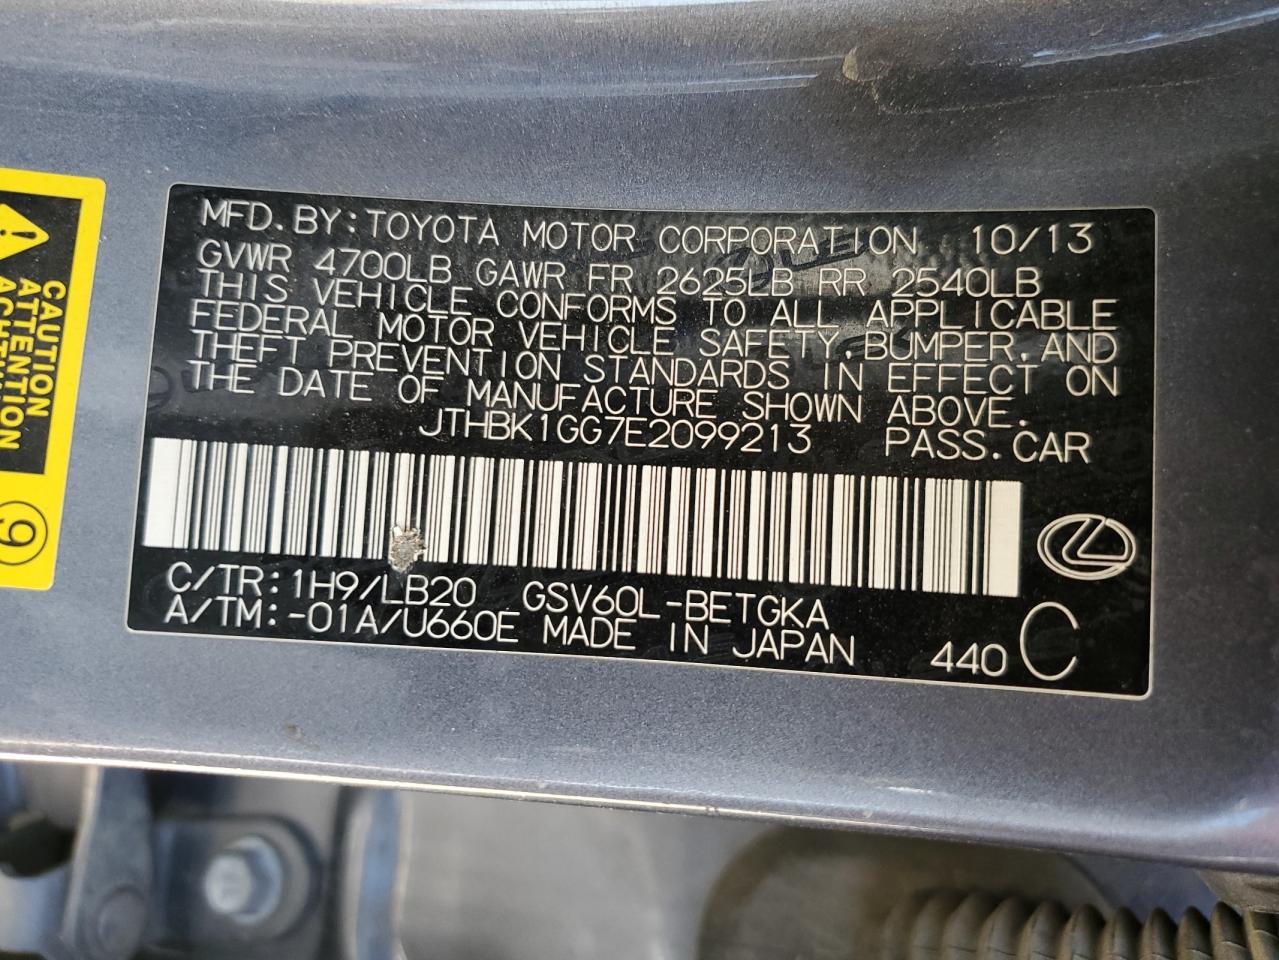 MFD. BY: TOYOTA MOTOR CORPORATION 10/13
GVWR 4700LB GAWR FR 2625LB RR 2540LB
THIS VEHICLE CONFORMS TO ALL APPLICABLE
FEDERAL MOTOR VEHICLE SAFETY, BUMPER, AND
THEFT PREVENTION STANDARDS IN EFFECT ON
THE DATE OF MANUFACTURE SHOWN ABOVE.
JTHBK1GG7E2099213 PASS. CAR
C/TR: 1H9/LB20 GSV60L-BETGKA
A/TM: -01A/U660E MADE IN JAPAN 440 C
CAUTION
ATTENTION
9